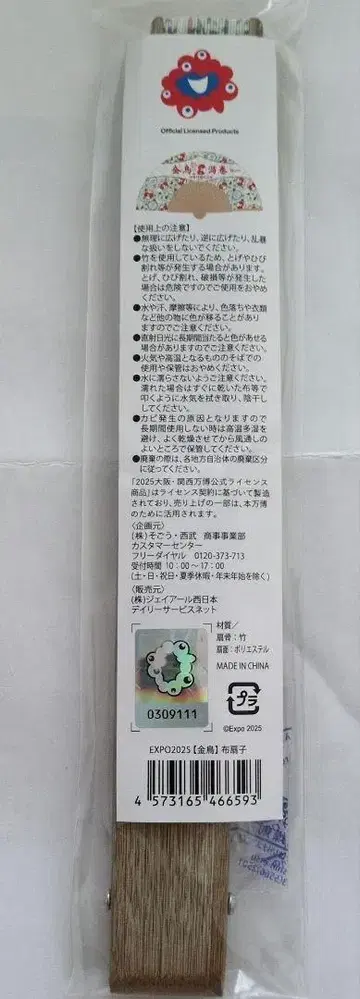 Official Licensed Products
金鳥 渦巻
【使用上の注意】
●無理に広げたり、逆に広げたり、乱暴
な扱いをしないでください。
●竹を使用しているため、とげやひび
割れ等が発生する場合があります。
とげ、ひび割れ、破損等が発生した
場合は危険ですのでご使用をおやめ
ください。
●水や汗、摩擦等により、色落ちや衣類
など他の物に色が移ることがあり
ますのでご注意ください。
●直射日光に長期間当たると色があせる
場合がありますのでご注意ください。
●火気や高温となるもののそばでの
使用や保管はおやめください。
●水に濡らさないようご注意ください。
濡れた場合はすぐに乾いた布等で
叩くように水気を拭き取り、陰干し
してください。
●カビ発生の原因となりますので
長期間使用しない時は高温多湿を
避け、よく乾燥させてから風通しの
よいところで保管してください。
●廃棄の際は、各地方自治体の廃棄区分
に従ってください。
「2025大阪・関西万博公式ライセンス
商品」はライセンス契約に基づいて製造
されており、売り上げの一部は、本万博
のために活用されます。
〈企画元〉
(株)そごう・西武 商事事業部
カスタマーセンター
フリーダイヤル 0120-373-713
受付時間 10:00～17:00
(土・日・祝日・夏季休暇・年末年始を除く)
〈販売元〉
(株)ジェイアール西日本
デイリーサービスネット
材質/
扇骨:竹
扇面:ポリエステル
MADE IN CHINA
プラ
0309111
©Expo 2025
EXPO2025【金鳥】布扇子
4 573165 466593